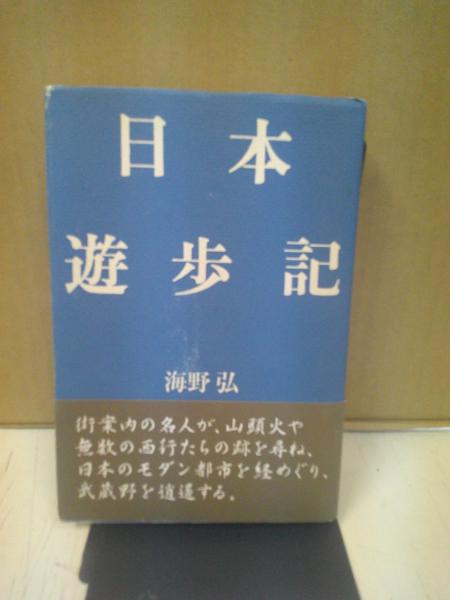 日本
遊歩記
海野弘
街案内の名人が、山頭火や
無数の西行たちの跡を尋ね、
日本のモダン都市を経めぐり、
武蔵野を逍遥する。